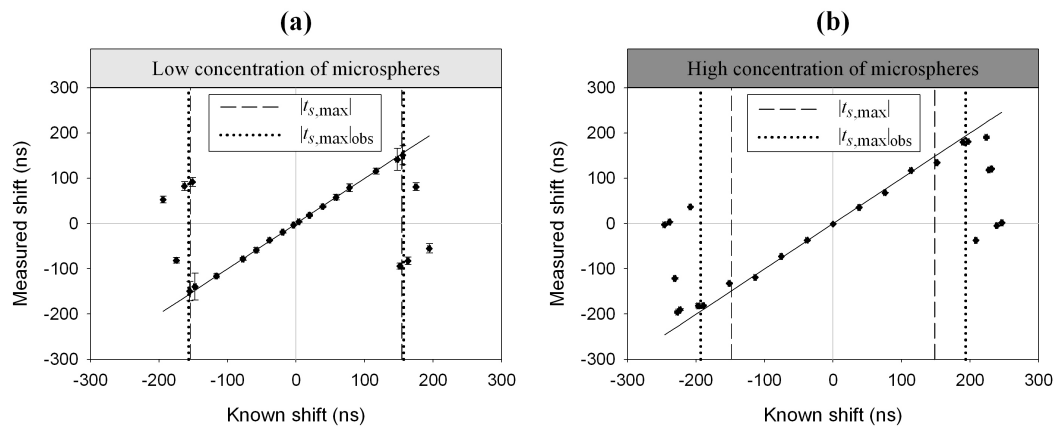 (a)
Low concentration of microspheres
|ts,max|
|ts,max|obs
Measured shift (ns)
300
200
100
0
-100
-200
-300
-300
-200
-100
0
100
200
300
Known shift (ns)
(b)
High concentration of microspheres
|ts,max|
|ts,max|obs
Measured shift (ns)
300
200
100
0
-100
-200
-300
-300
-200
-100
0
100
200
300
Known shift (ns)